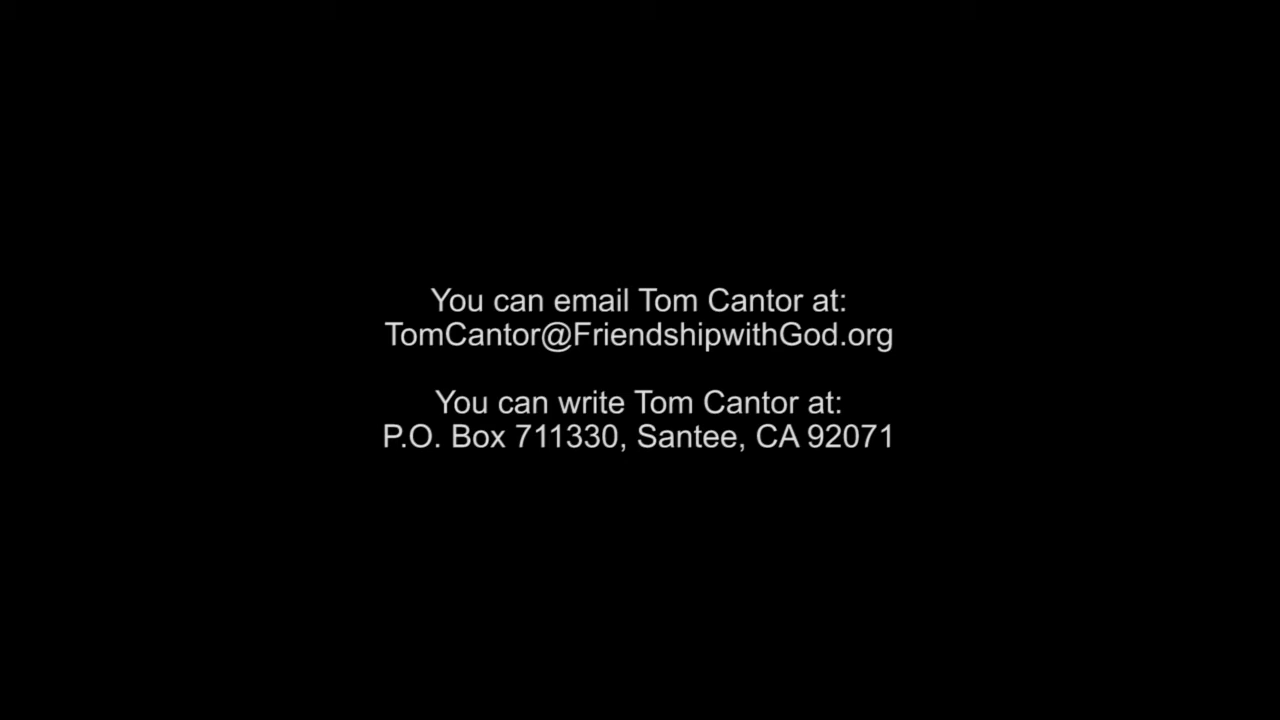 You can email Tom Cantor at:
TomCantor@FriendshipwithGod.org
You can write Tom Cantor at:
P.O. Box 711330, Santee, CA 92071